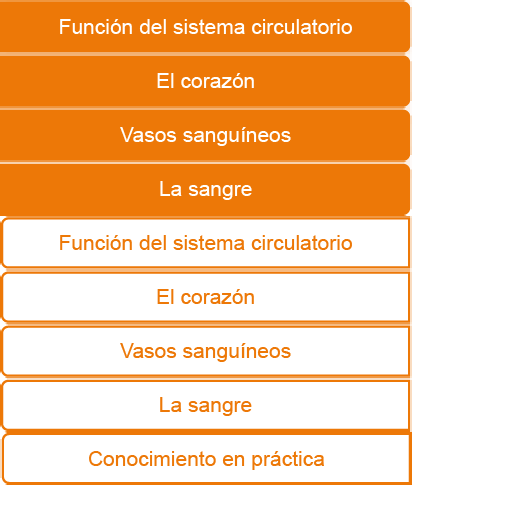 Función del sistema circulatorio
El corazón
Vasos sanguíneos
La sangre
Función del sistema circulatorio
El corazón
Vasos sanguíneos
La sangre
Conocimiento en práctica